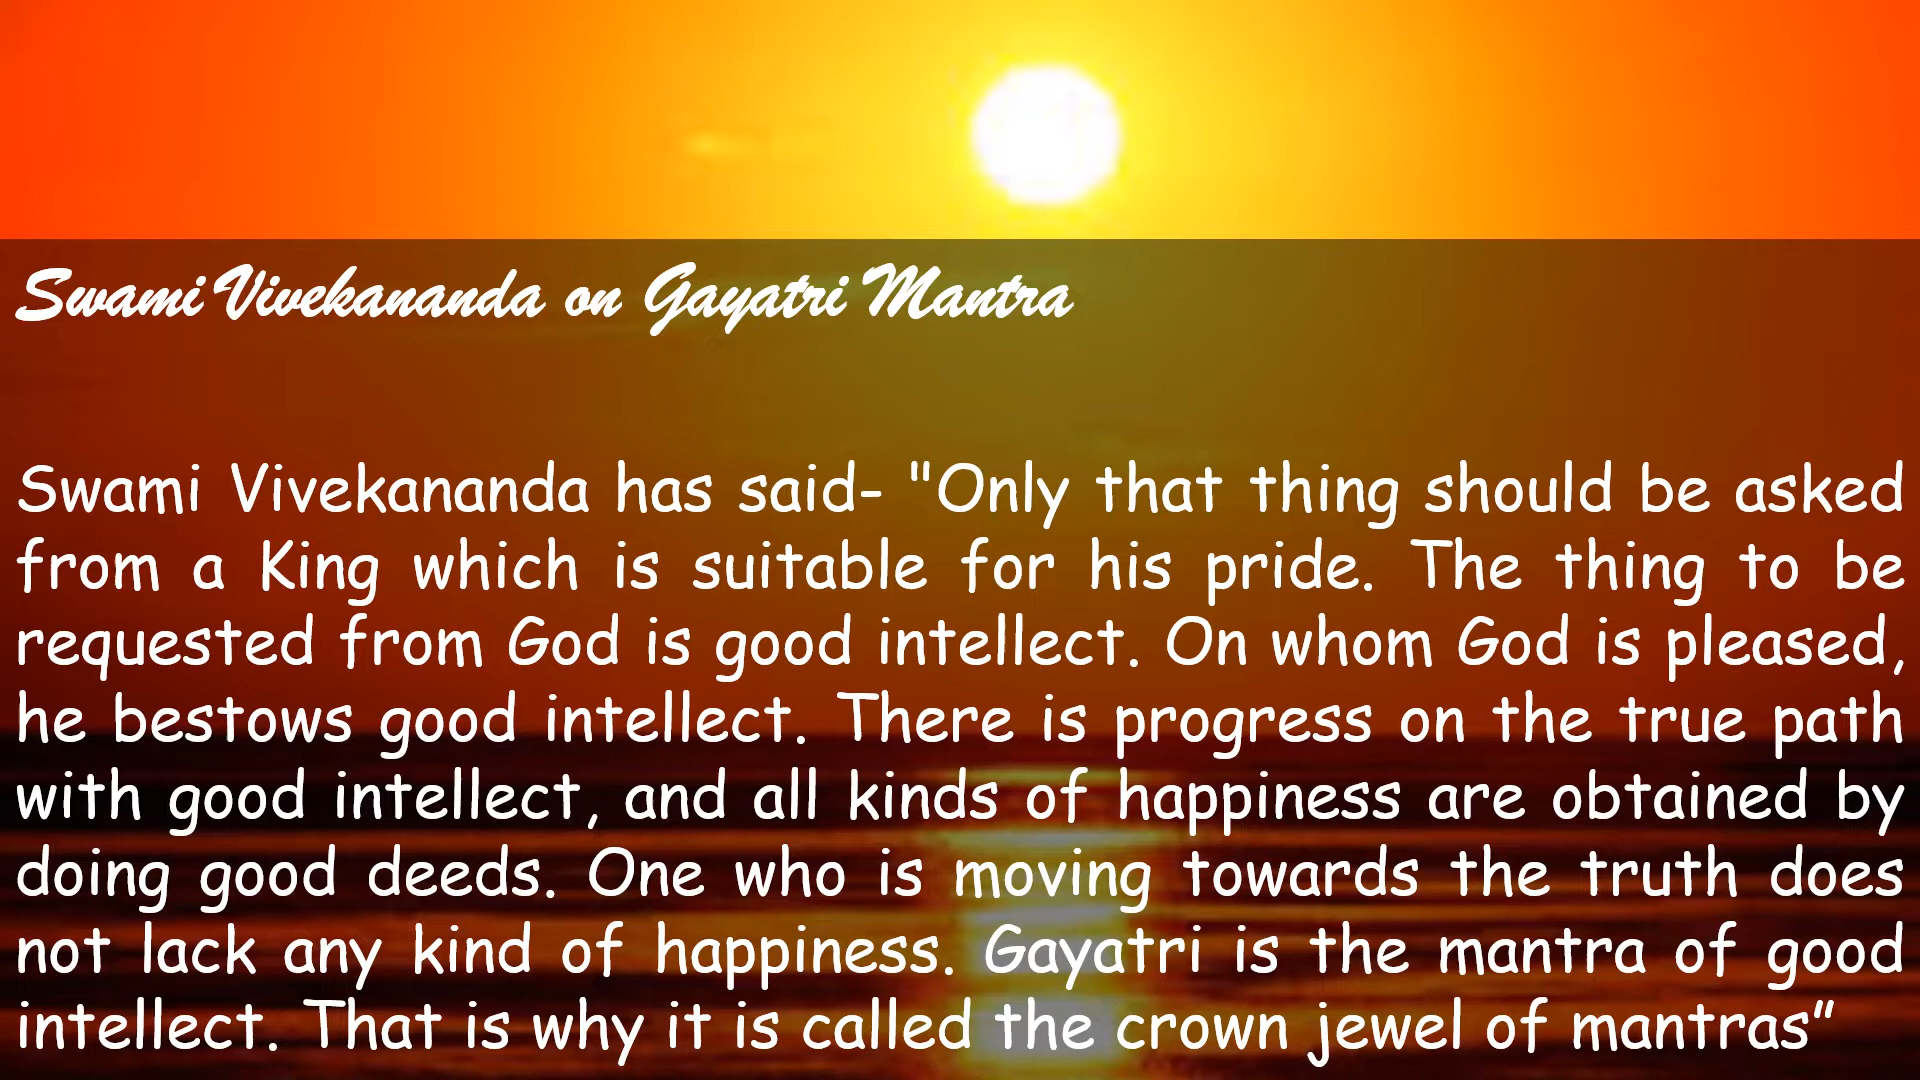 Swami Vivekananda on Gayatri Mantra
Swami Vivekananda has said- "Only that thing should be asked
from a King which is suitable for his pride. The thing to be
requested from God is good intellect. On whom God is pleased,
he bestows good intellect. There is progress on the true path
with good intellect, and all kinds of happiness are obtained by
doing good deeds. One who is moving towards the truth does
not lack any kind of happiness. Gayatri is the mantra of good
intellect. That is why it is called the crown jewel of mantras”